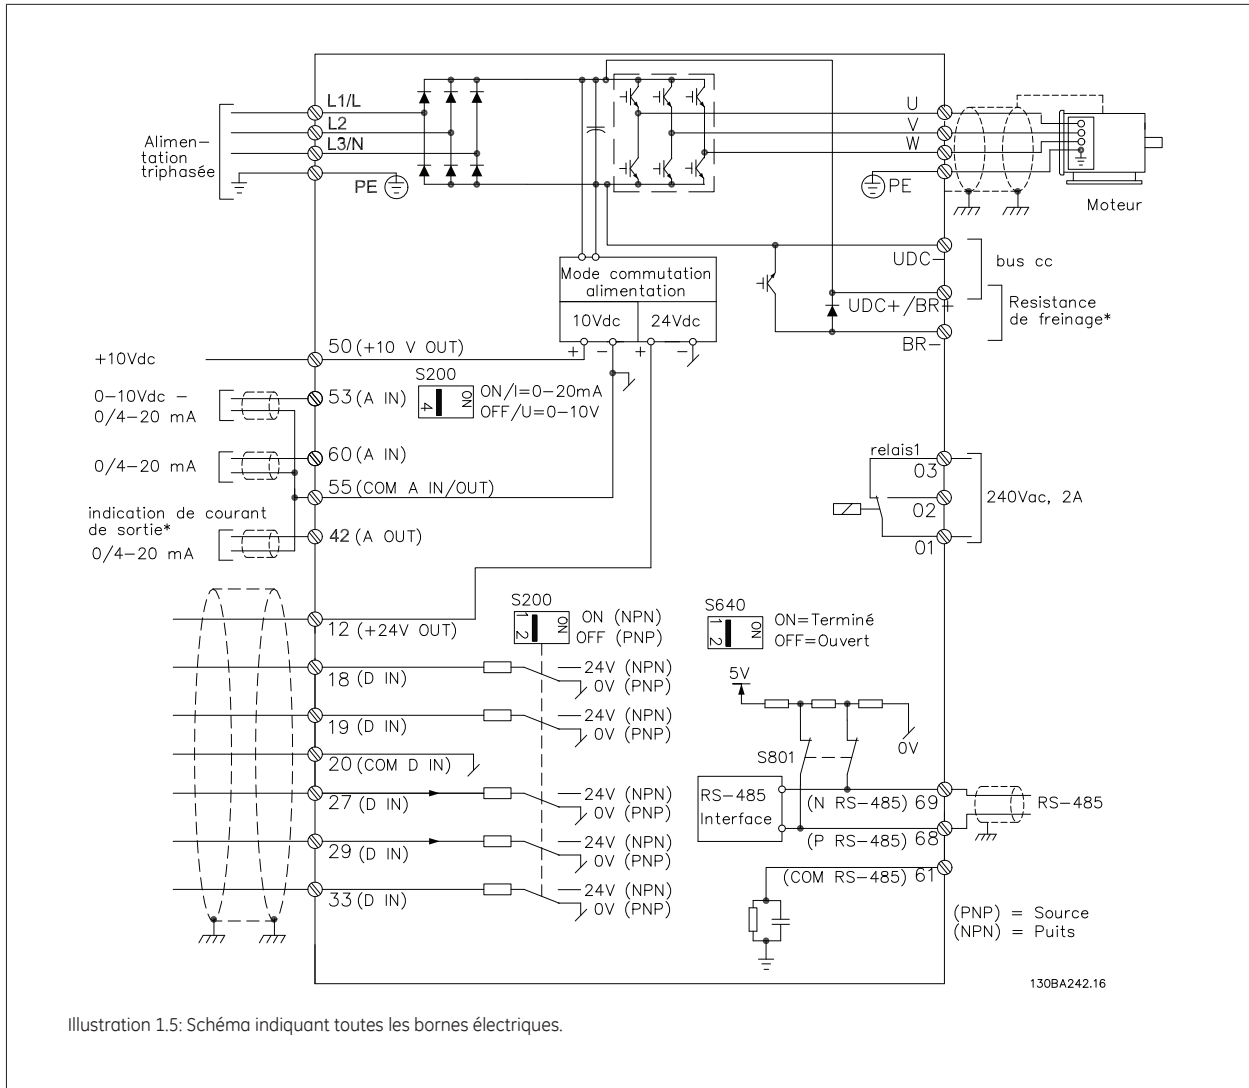 L1/L
L2
L3/N
PE
Alimen-
tation
triphasée
U
V
W
PE
Moteur
UDC-
bus cc
UDC+/BR+
Resistance
de freinage*
BR-
Mode commutation
alimentation
10Vdc
24Vdc
+
-
+
-
+10Vdc
50 (+10 V OUT)
S200
ON
4
ON/I=0-20mA
OFF/U=0-10V
0-10Vdc -
0/4-20 mA
53 (A IN)
0/4-20 mA
60 (A IN)
55 (COM A IN/OUT)
indication de courant
de sortie*
0/4-20 mA
42 (A OUT)
relais1
03
02
01
240Vac, 2A
12 (+24V OUT)
S200
ON
1 2
ON (NPN)
OFF (PNP)
S640
ON
1 2
ON=Terminé
OFF=Ouvert
18 (D IN)
24V (NPN)
0V (PNP)
19 (D IN)
24V (NPN)
0V (PNP)
20 (COM D IN)
27 (D IN)
24V (NPN)
0V (PNP)
29 (D IN)
24V (NPN)
0V (PNP)
33 (D IN)
24V (NPN)
0V (PNP)
5V
0V
S801
RS-485
Interface
(N RS-485) 69
RS-485
(P RS-485) 68
(COM RS-485) 61
(PNP) = Source
(NPN) = Puits
130BA242.16
Illustration 1.5: Schéma indiquant toutes les bornes électriques.